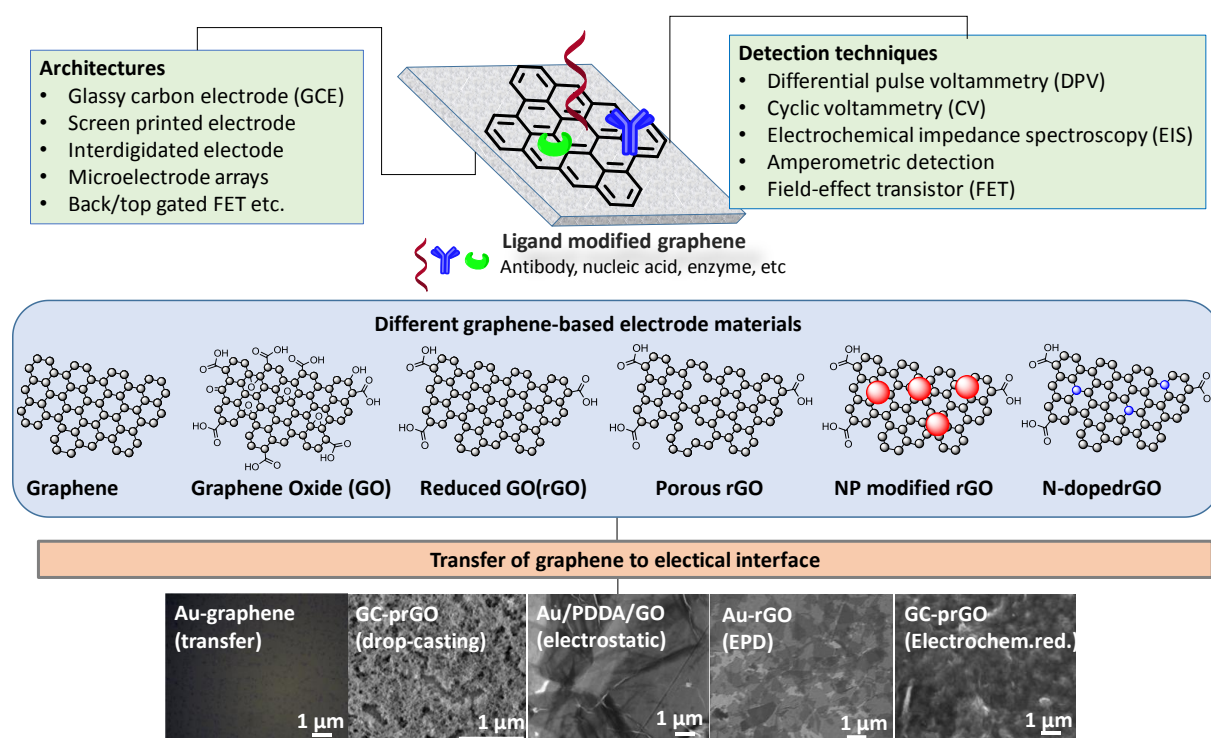 Architectures
• Glassy carbon electrode (GCE)
• Screen printed electrode
• Interdigidated electode
• Microelectrode arrays
• Back/top gated FET etc.
Detection techniques
• Differential pulse voltammetry (DPV)
• Cyclic voltammetry (CV)
• Electrochemical impedance spectroscopy (EIS)
• Amperometric detection
• Field-effect transistor (FET)
Ligand modified graphene
Antibody, nucleic acid, enzyme, etc
Different graphene-based electrode materials
Graphene
Graphene Oxide (GO)
Reduced GO(rGO)
Porous rGO
NP modified rGO
N-dopedrGO
Transfer of graphene to electical interface
Au-graphene
(transfer)
1 μm
GC-prGO
(drop-casting)
1 μm
Au/PDDA/GO
(electrostatic)
1 μm
Au-rGO
(EPD)
1 μm
GC-prGO
(Electrochem.red.)
1 μm